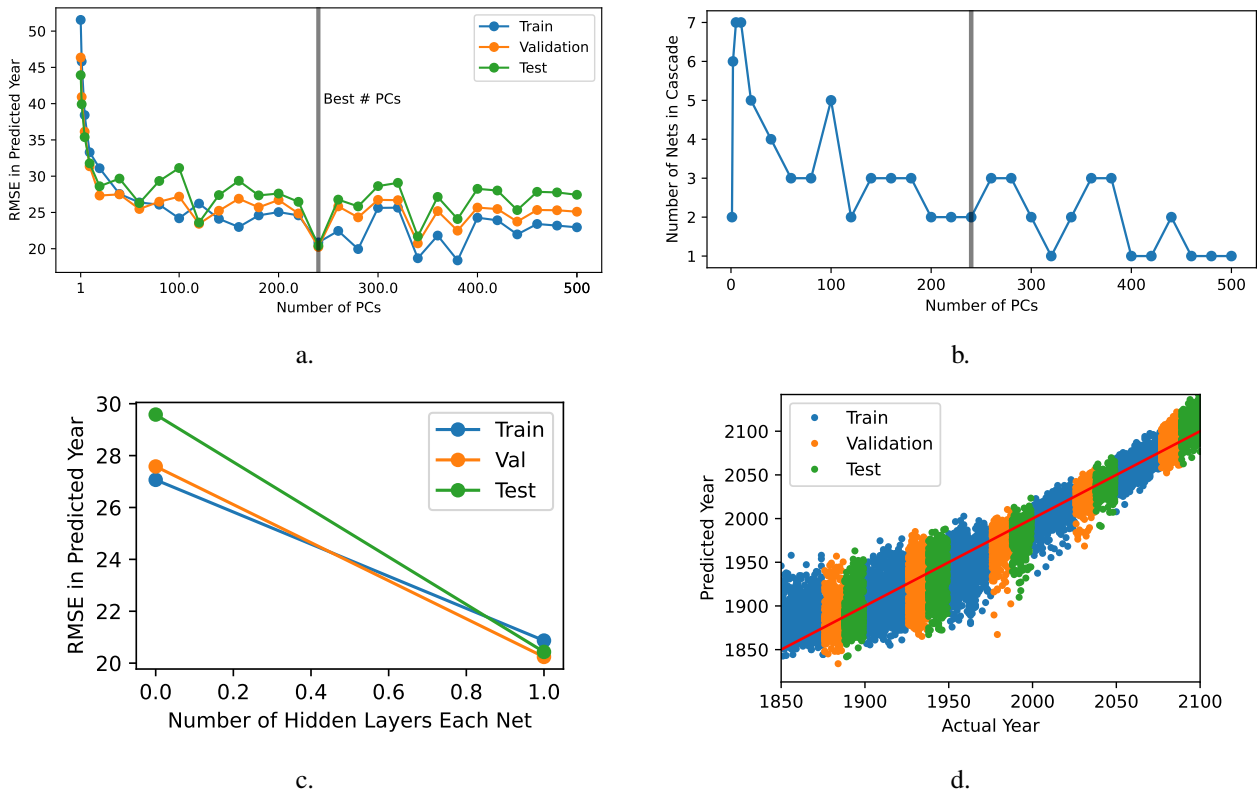 50
45
40
35
30
25
20
RMSE in Predicted Year
Train
Validation
Test
Best # PCs
1 100.0 200.0 300.0 400.0 500
Number of PCs
a.
7
6
5
4
3
2
1
Number of Nets in Cascade
0 100 200 300 400 500
Number of PCs
b.
30
28
26
24
22
20
RMSE in Predicted Year
Train
Val
Test
0.0 0.2 0.4 0.6 0.8 1.0
Number of Hidden Layers Each Net
c.
2100
2050
2000
1950
1900
1850
Predicted Year
Train
Validation
Test
1850 1900 1950 2000 2050 2100
Actual Year
d.